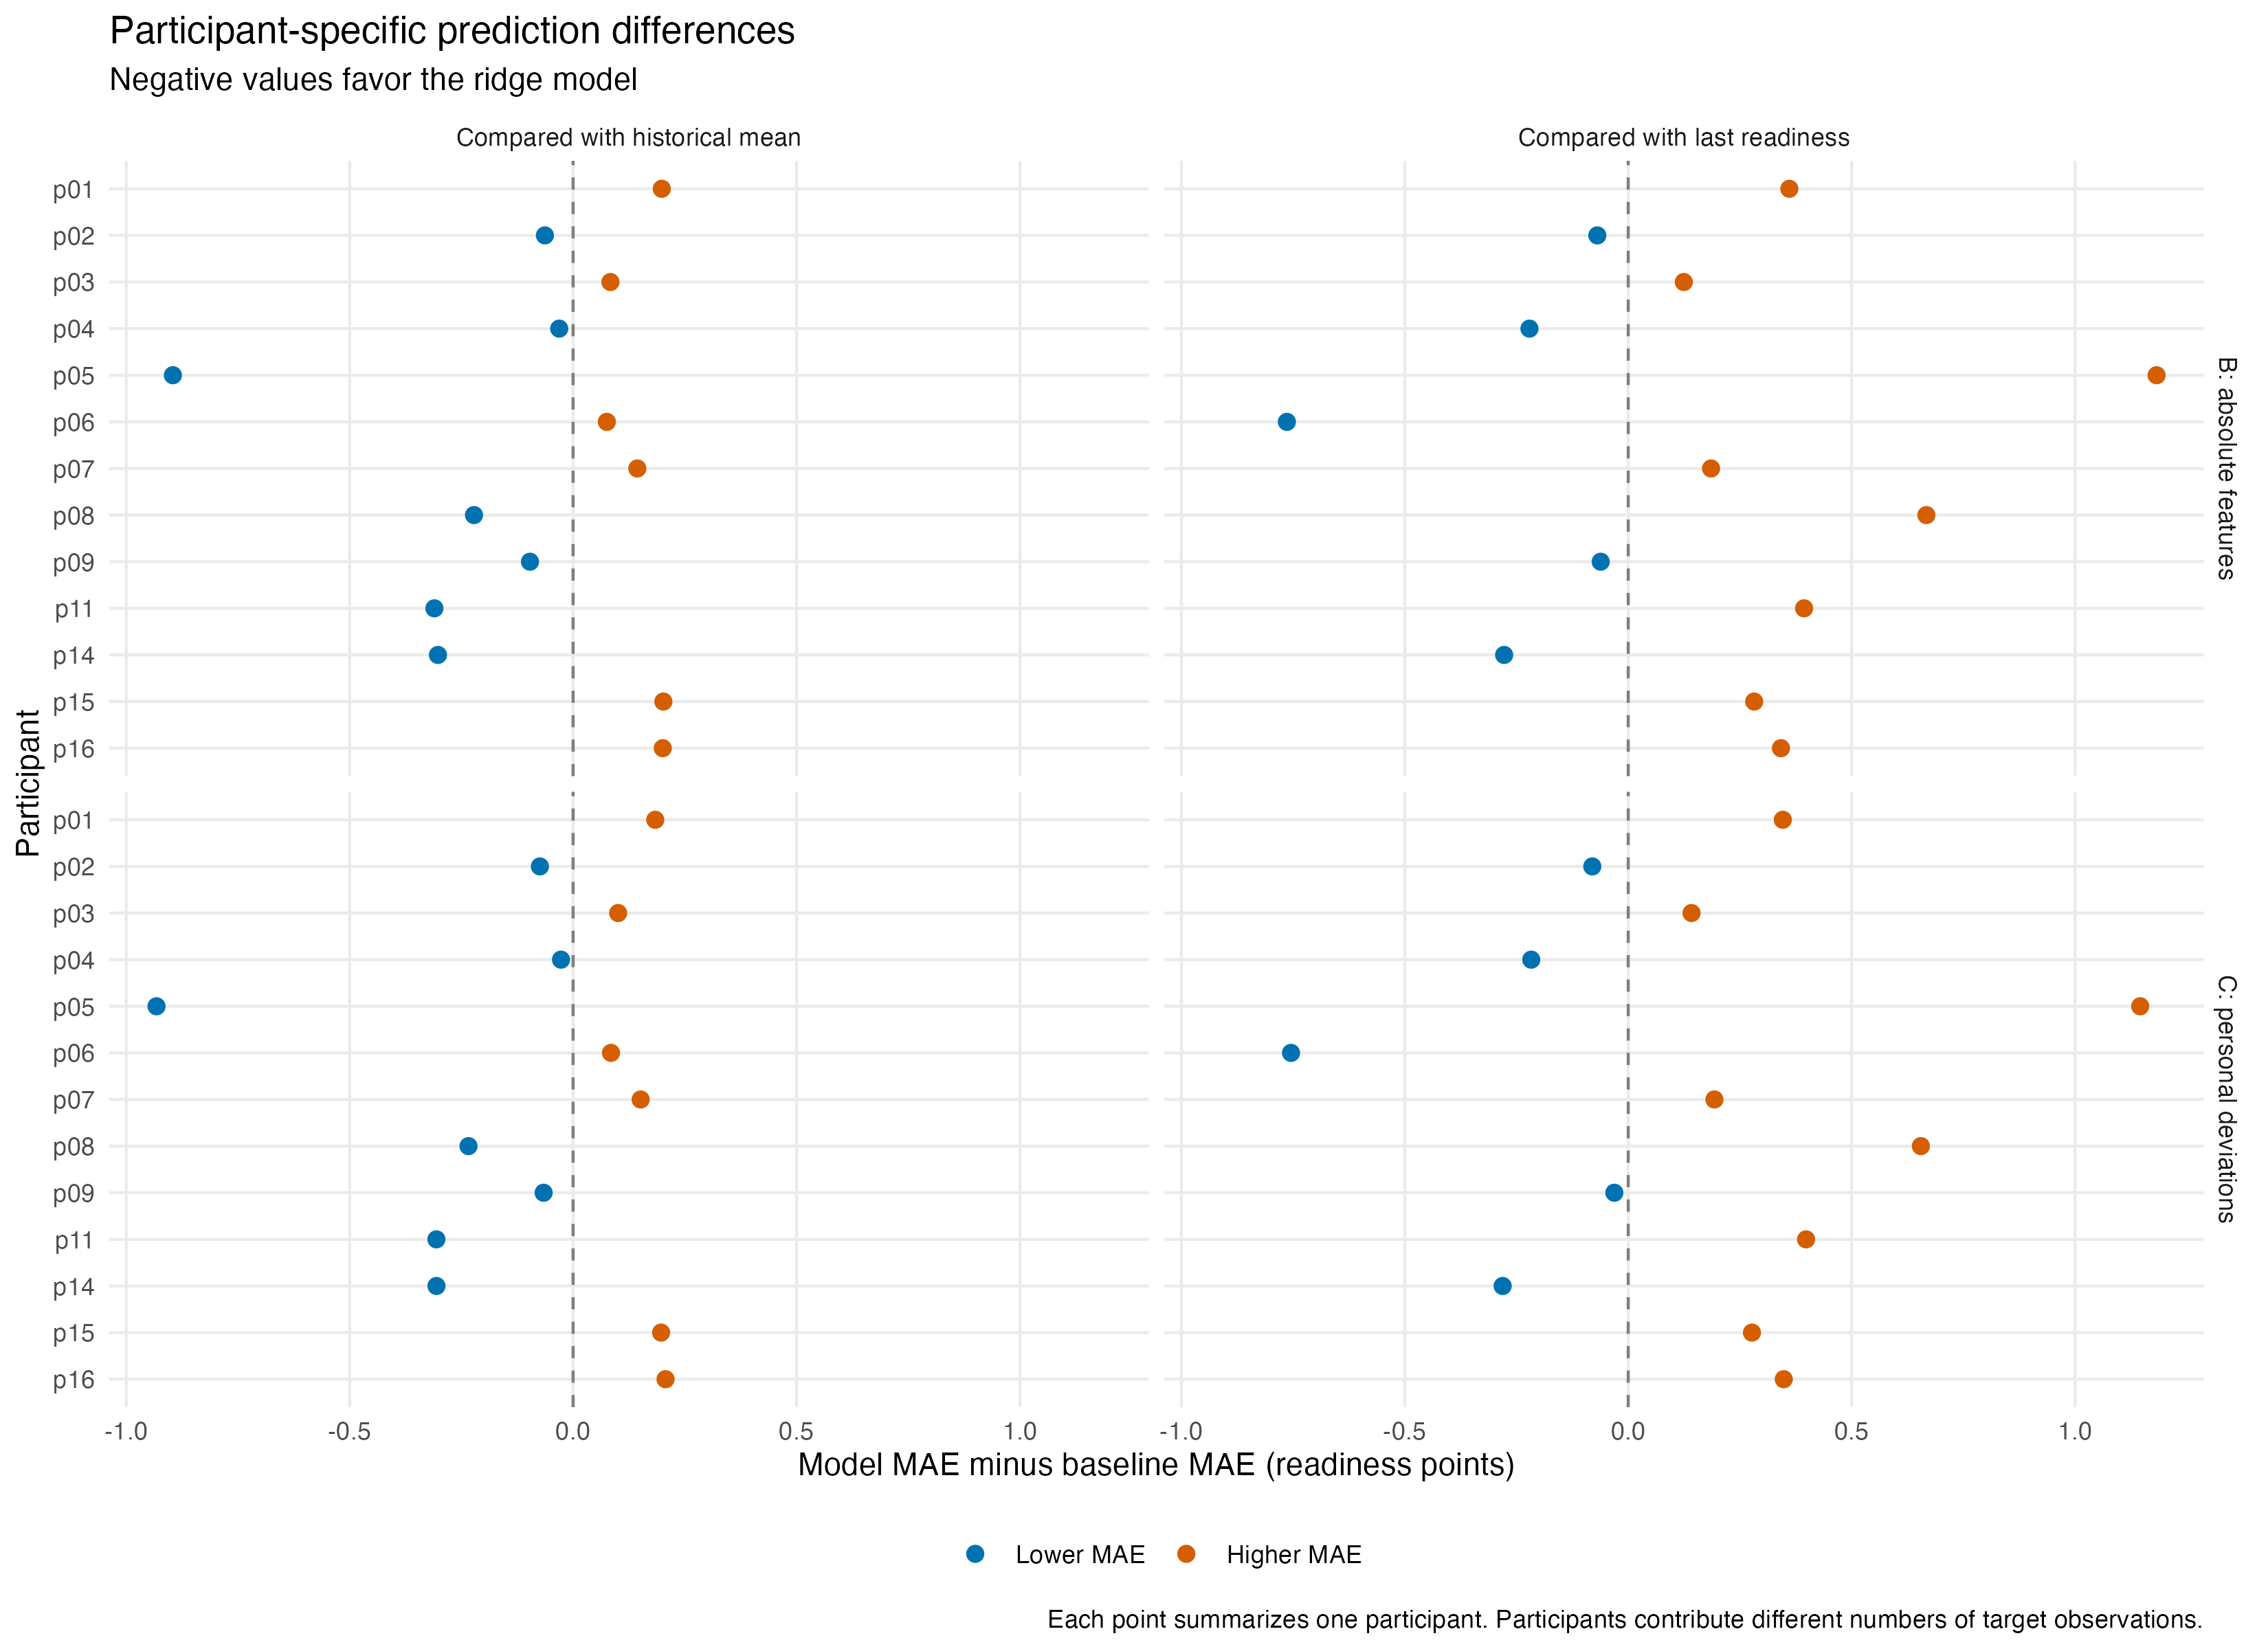 Participant-specific prediction differences
Negative values favor the ridge model
Compared with historical mean
Compared with last readiness
p01
p02
p03
p04
p05
p06
p07
p08
p09
p11
p14
p15
p16
B: absolute features
Participant
p01
p02
p03
p04
p05
p06
p07
p08
p09
p11
p14
p15
p16
C: personal deviations
-1.0 -0.5 0.0 0.5 1.0
-1.0 -0.5 0.0 0.5 1.0
Model MAE minus baseline MAE (readiness points)
Lower MAE
Higher MAE
Each point summarizes one participant. Participants contribute different numbers of target observations.